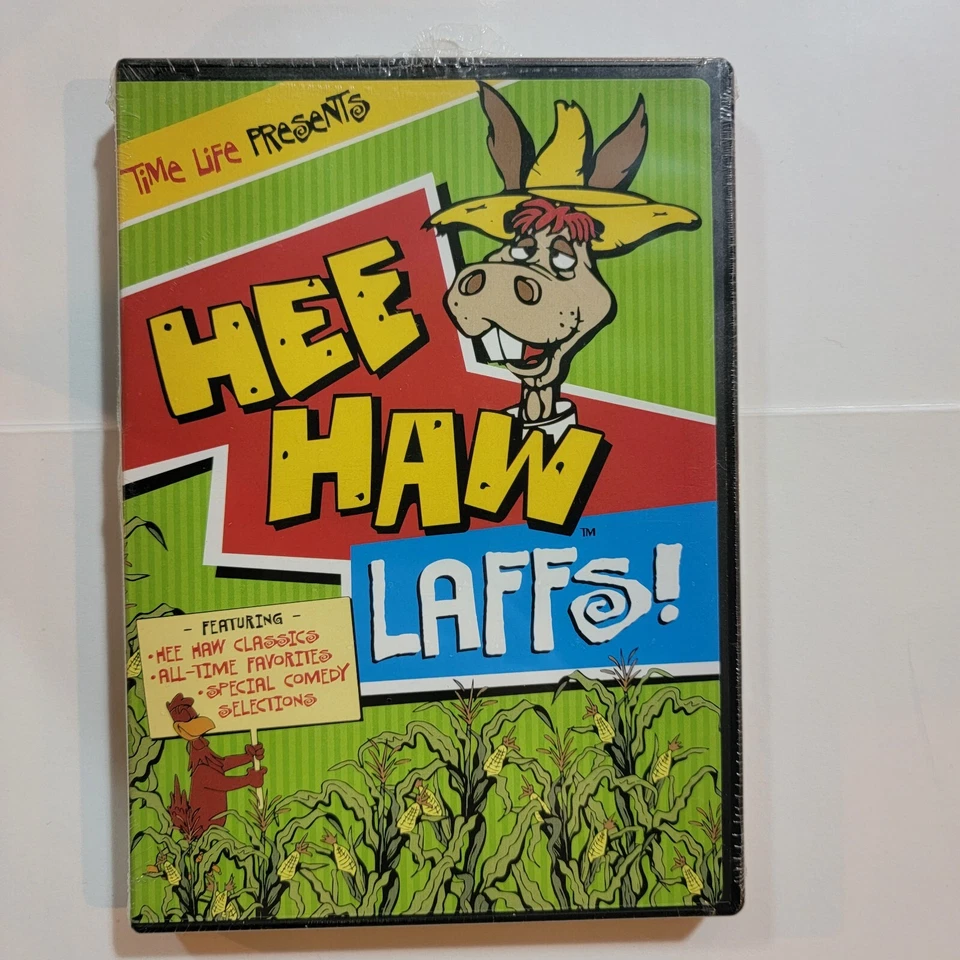 TiMe LiFe PReSeNTS
HEE
HAW
™
LAFFS!
- FEATURING -
•HEE HAW CLASSICS
•ALL-TIME FAVORITES
•SPECIAL COMEDY
SELECTIONS